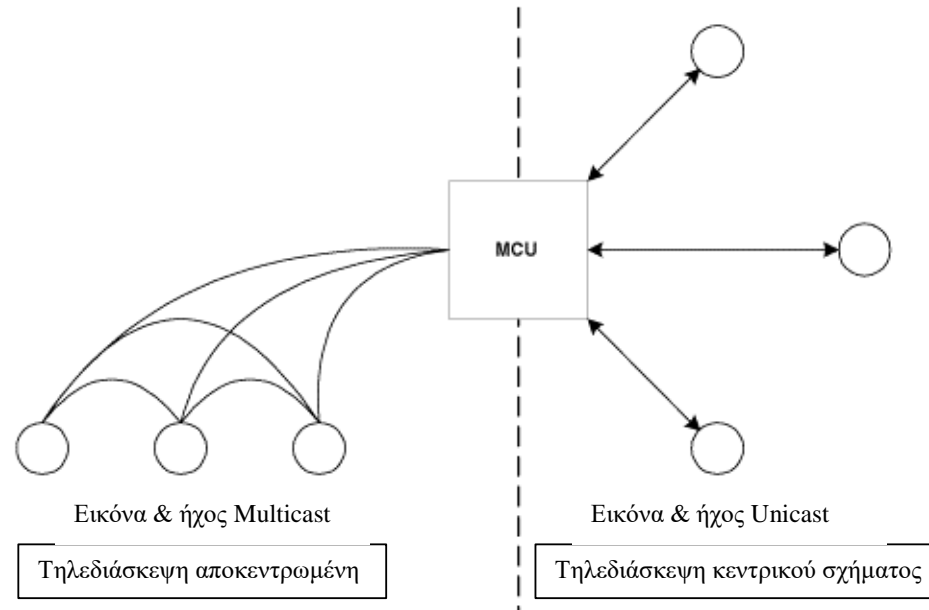 MCU
Εικόνα & ήχος Multicast
Εικόνα & ήχος Unicast
Τηλεδιάσκεψη αποκεντρωμένη
Τηλεδιάσκεψη κεντρικού σχήματος